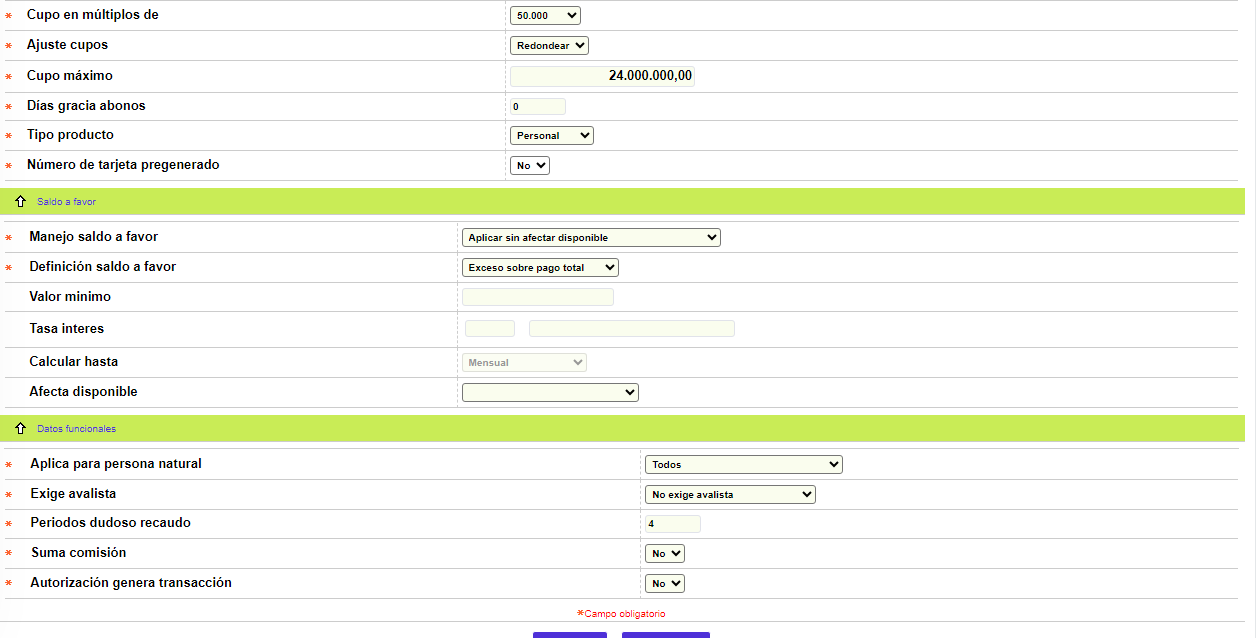 * Cupo en múltiplos de 50.000
* Ajuste cupos Redondear
* Cupo máximo 24.000.000,00
* Días gracia abonos 0
* Tipo producto Personal
* Número de tarjeta pregenerado No
Saldo a favor
* Manejo saldo a favor Aplicar sin afectar disponible
* Definición saldo a favor Exceso sobre pago total
Valor minimo
Tasa interes
Calcular hasta Mensual
Afecta disponible
Datos funcionales
* Aplica para persona natural Todos
* Exige avalista No exige avalista
* Periodos dudoso recaudo 4
* Suma comisión No
* Autorización genera transacción No
*Campo obligatorio